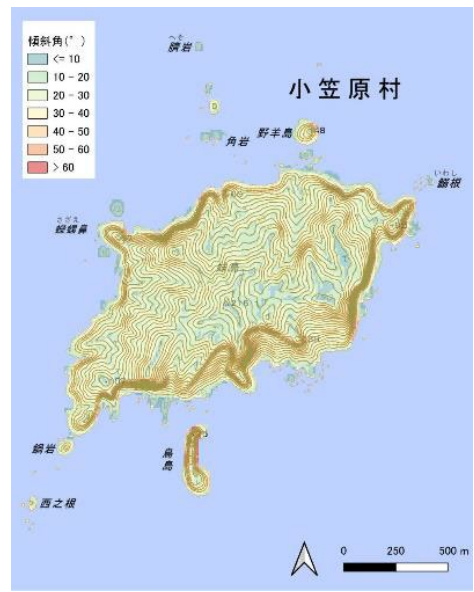 傾斜角(°)
<= 10
10 - 20
20 - 30
30 - 40
40 - 50
50 - 60
> 60
へそ
臍岩
小笠原村
角岩
野羊島
いわし
鰯根
さざえ
蠑螺鼻
鍋岩
鳥島
西之根
0 250 500 m